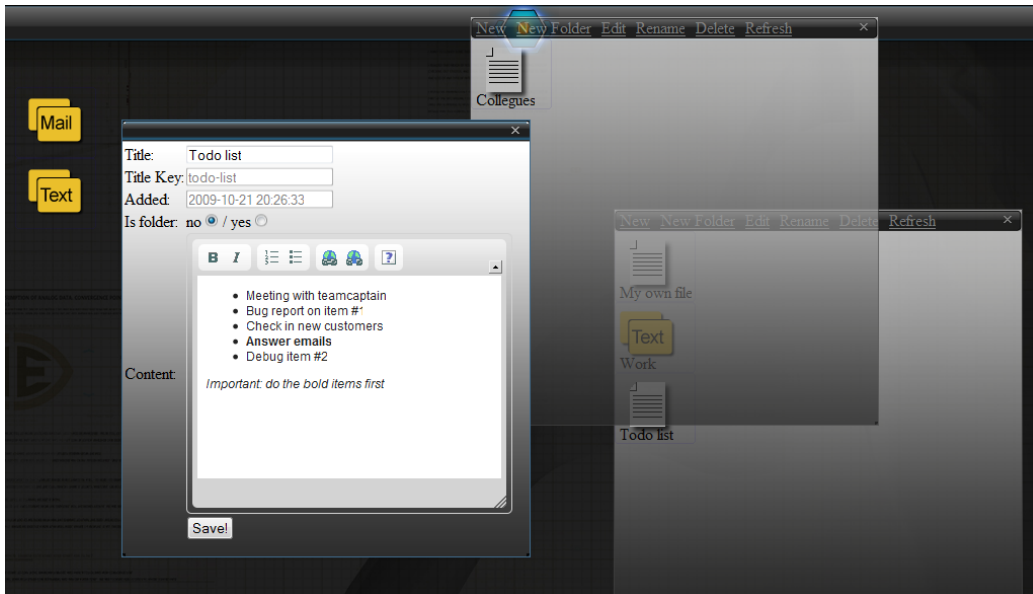 New New Folder Edit Rename Delete Refresh ×
Collegues
Mail
Text
×
Title: Todo list
Title Key: todo-list
Added: 2009-10-21 20:26:33
Is folder: no / yes
B I ?
Content:
Meeting with teamcaptain
Bug report on item #1
Check in new customers
Answer emails
Debug item #2
Important: do the bold items first
Save!
New New Folder Edit Rename Delete Refresh ×
My own file
Text
Work
Todo list